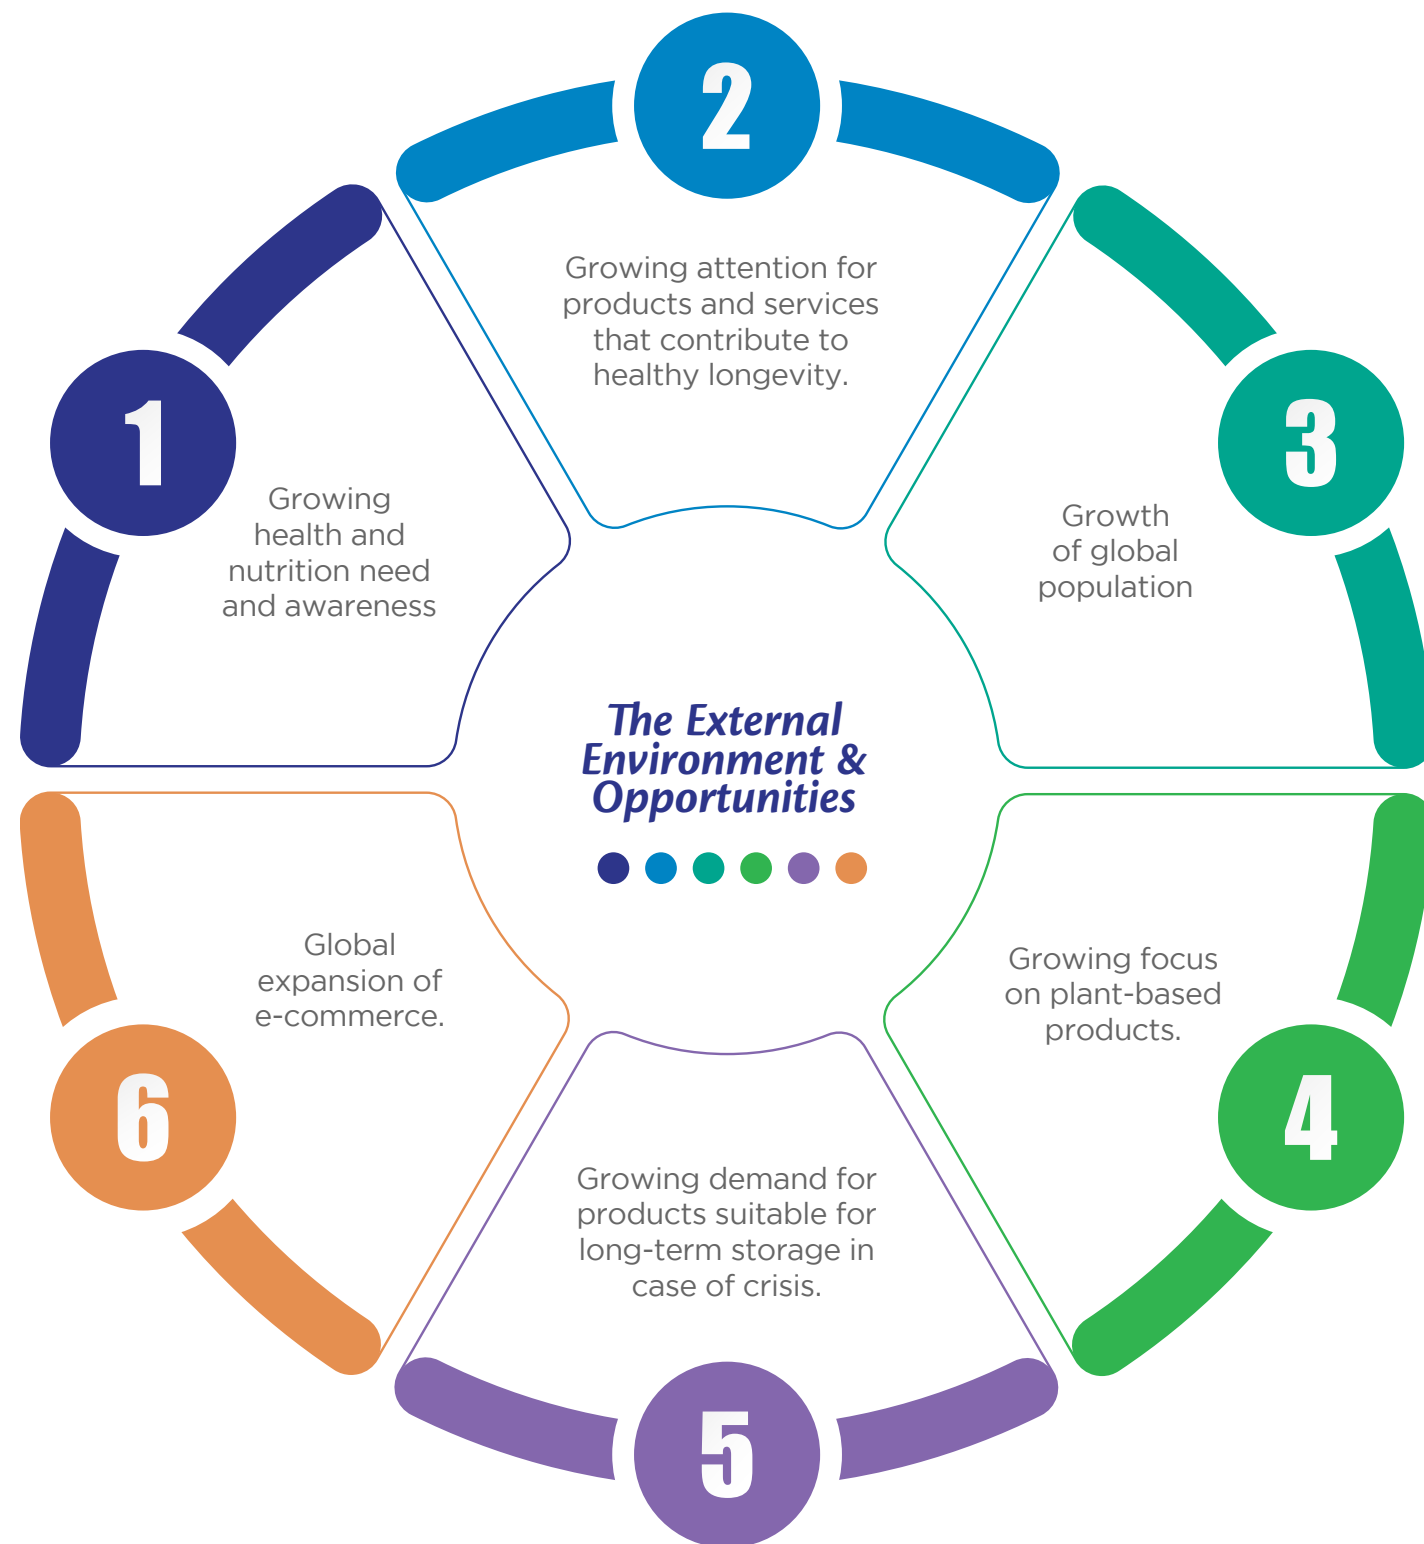 1
Growing
health and
nutrition need
and awareness
2
Growing attention for
products and services
that contribute to
healthy longevity.
3
Growth
of global
population
The External
Environment &
Opportunities
4
Growing focus
on plant-based
products.
5
Growing demand for
products suitable for
long-term storage in
case of crisis.
6
Global
expansion of
e-commerce.